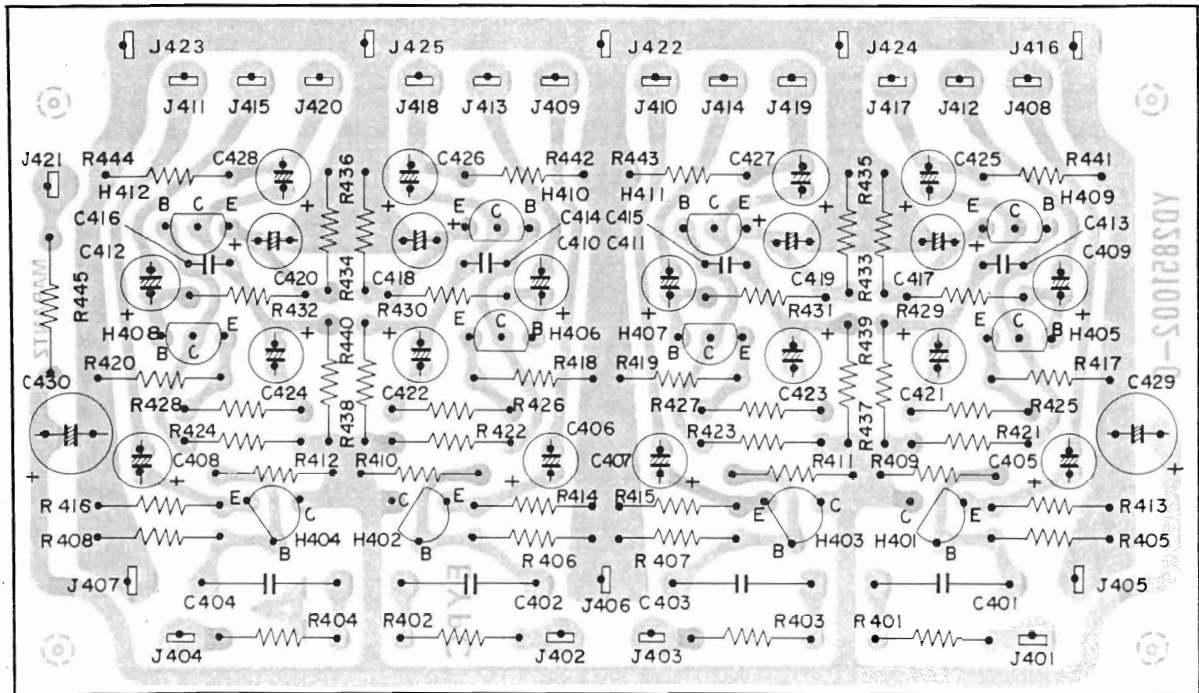 J423 J425 J422 J424 J416
J411 J415 J420 J418 J413 J409 J410 J414 J419 J417 J412 J408
J421 R444 C428 R436 C426 R442 R443 C427 R435 C425 R441
H412 H410 H411 H409
B C E E C B B C E E C B
C416 C414 C415 C413
C412 C410 C411 C409
R445 C420 R434 C418 C419 R433 C417
R432 R430 R431 R429
H408 E R440 E H406 H407 R439 E H405
B C E C B B C E C B
R420 R418 R419 R417
C430 C429
R428 C424 R438 C422 R426 R427 C423 R437 C421 R425
R424 R422 C406 R423 R421
C408 R412 R410 C407 R411 R409 C405
R416 E C C E R414 R415 E C C E R413
R408 H404 H402 R406 R407 H403 H401 R405
B B B B
J407 C404 C402 J406 C403 C401 J405
R404 R402 R403 R401
J404 J402 J403 J401
YD2851002-0
MARANTZ